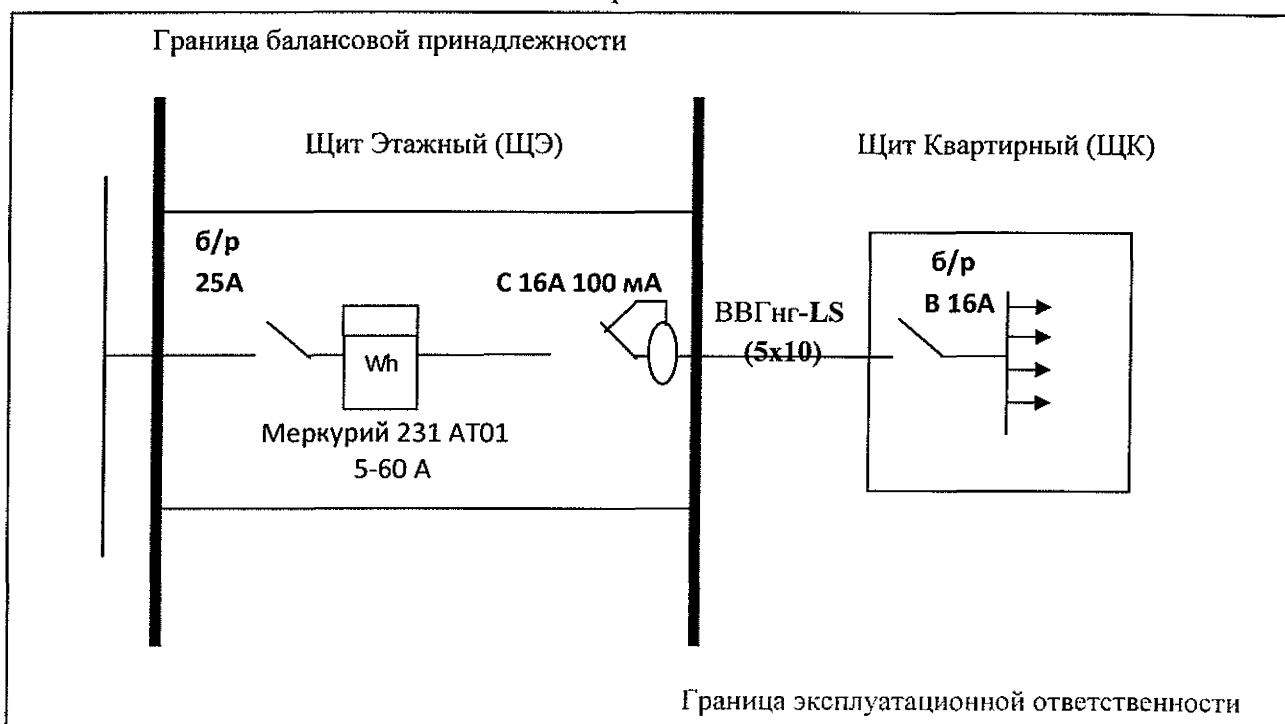 Граница балансовой принадлежности
Щит Этажный (ЩЭ)
Щит Квартирный (ЩК)
б/р
25А
С 16А 100 мА
ВВГнг-LS
(5х10)
б/р
В 16А
Wh
Меркурий 231 АТ01
5-60 А
Граница эксплуатационной ответственности